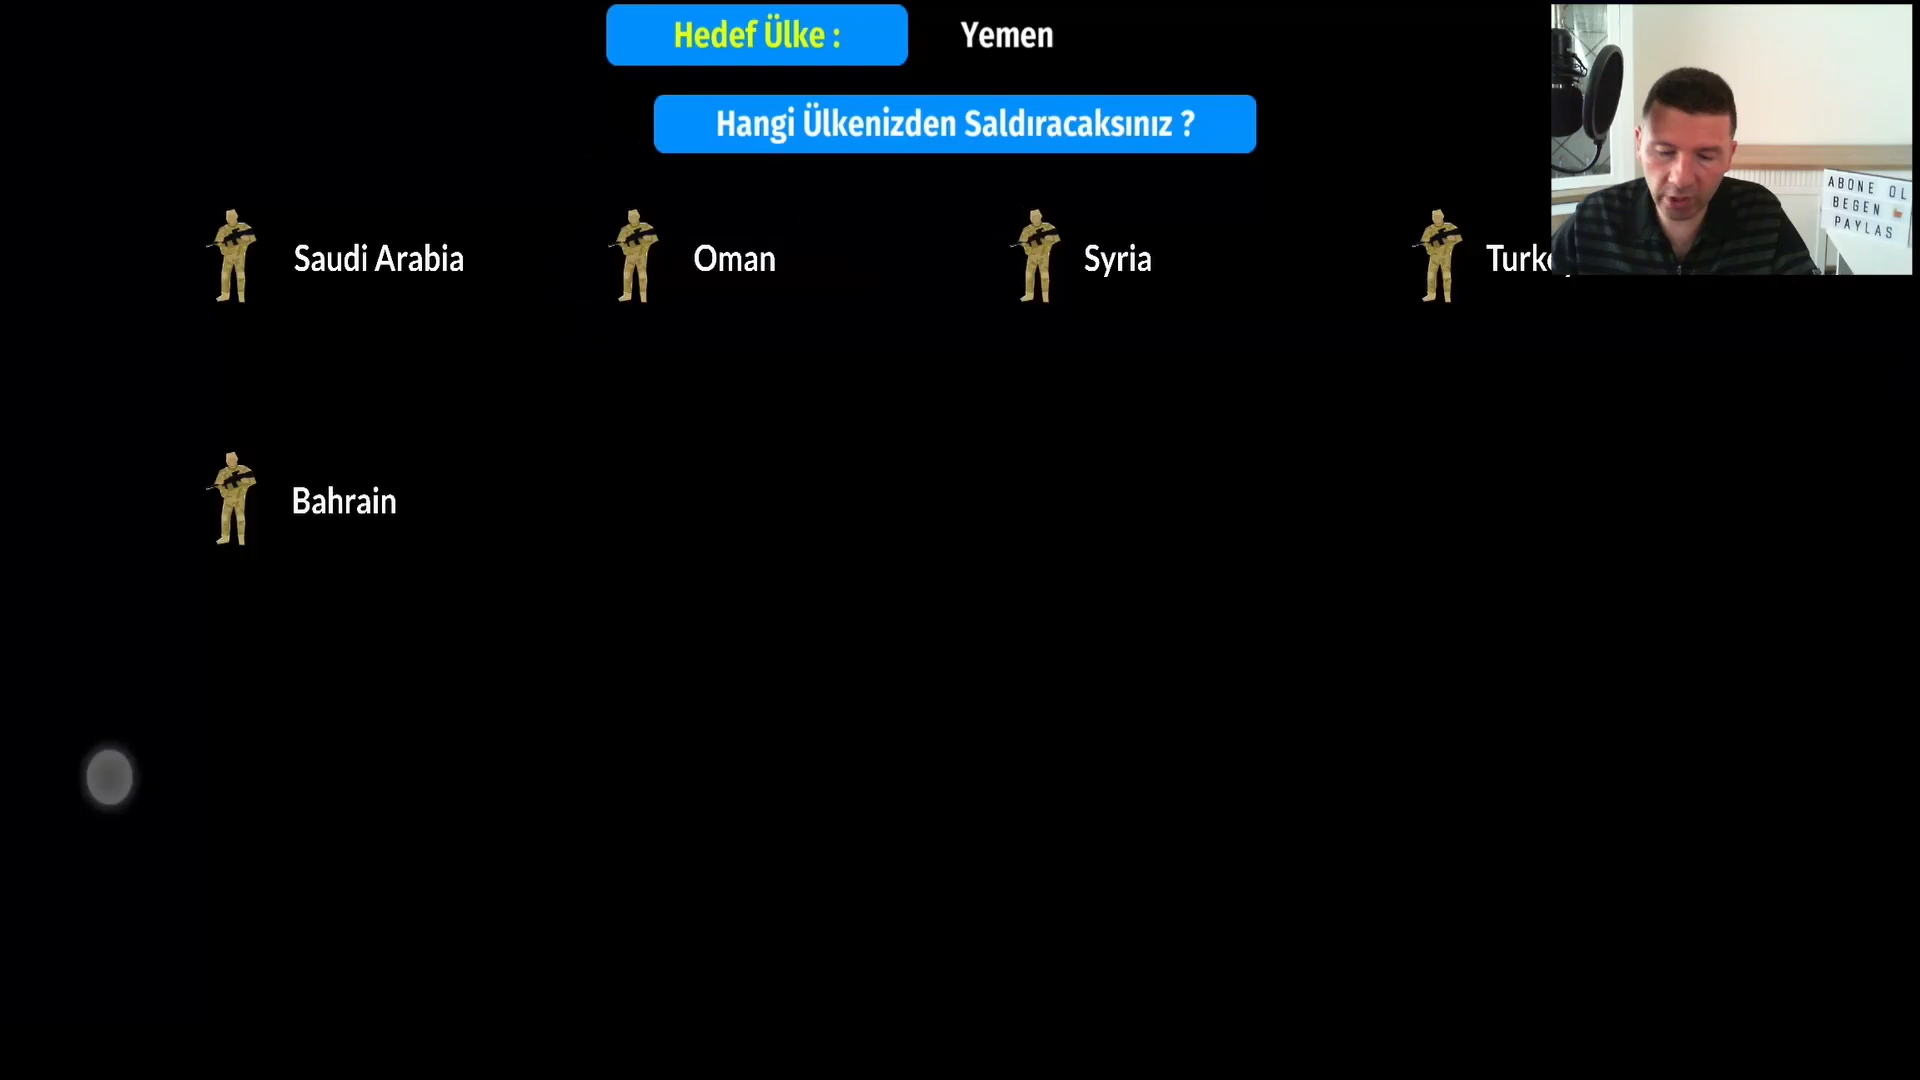 Hedef Ülke : Yemen
Hangi Ülkenizden Saldıracaksınız ?
Saudi Arabia Oman Syria
Bahrain
ABONE OL
BEGEN
PAYLAS